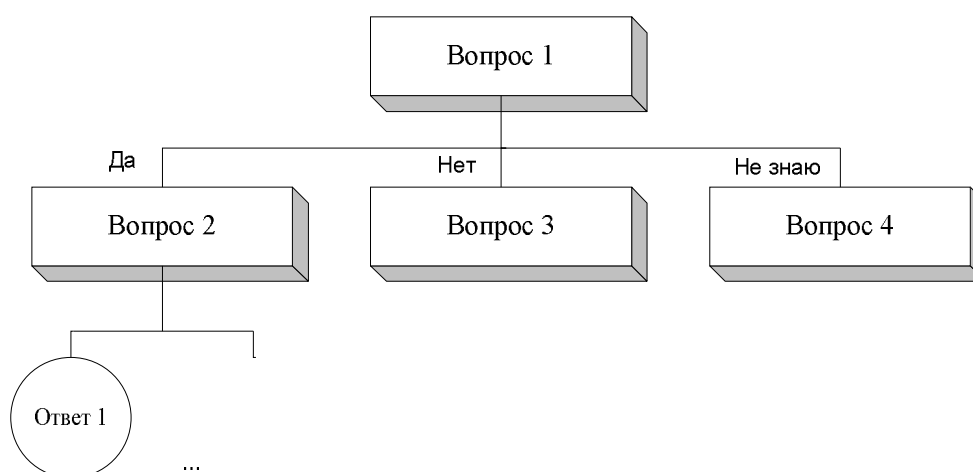 Вопрос 1
Да
Нет
Не знаю
Вопрос 2
Вопрос 3
Вопрос 4
Ответ 1
...